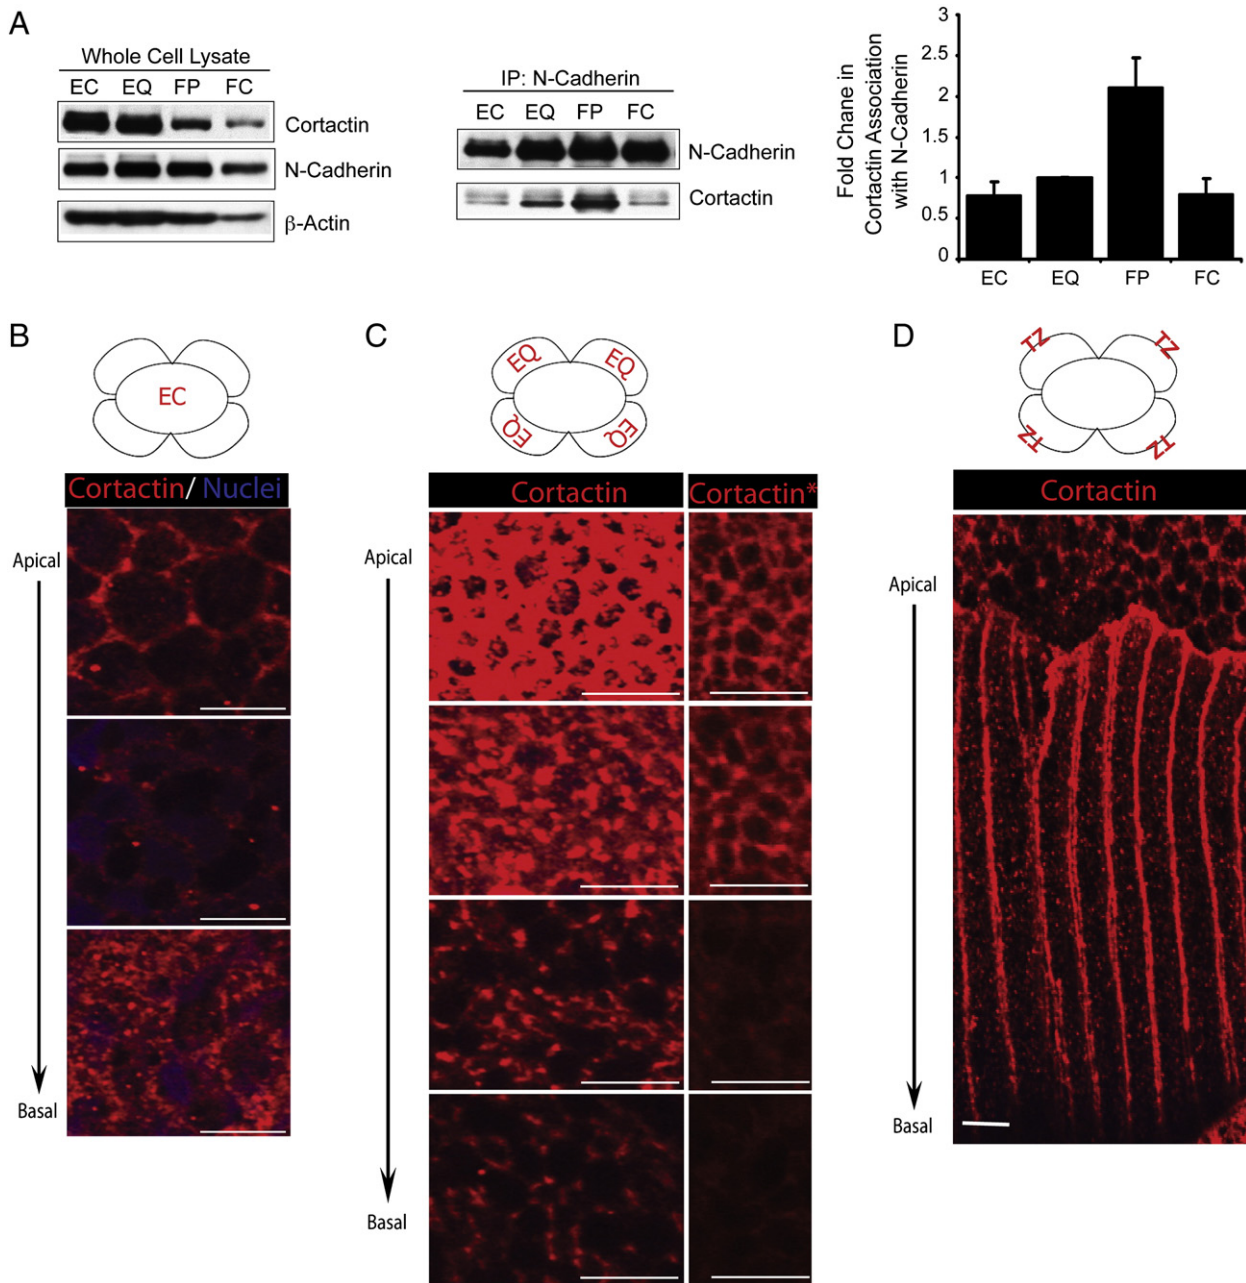 A
Whole Cell Lysate
EC EQ FP FC
Cortactin
N-Cadherin
β-Actin
IP: N-Cadherin
EC EQ FP FC
N-Cadherin
Cortactin
Fold Chane in
Cortactin Association
with N-Cadherin
3
2.5
2
1.5
1
0.5
0
EC EQ FP FC
B
EC
Cortactin/ Nuclei
Apical
Basal
C
EQ EQ
EQ EQ
Cortactin Cortactin*
Apical
Basal
D
TZ TZ
TZ TZ
Cortactin
Apical
Basal